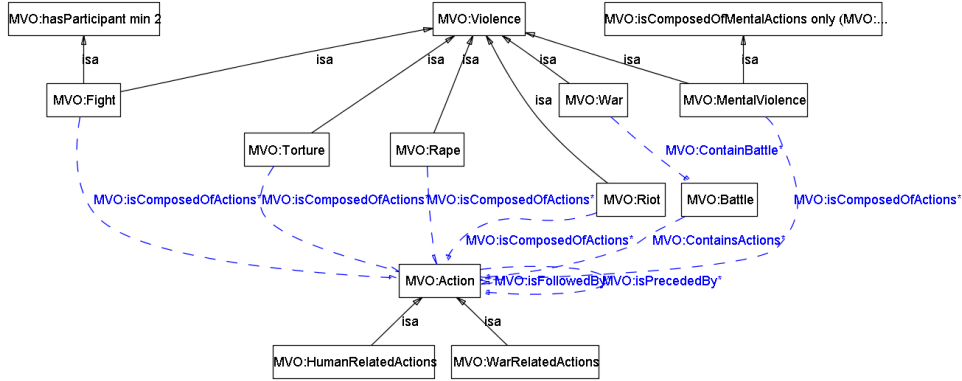 MVO:hasParticipant min 2
MVO:Violence
MVO:isComposedOfMentalActions only (MVO:...
isa
isa
isa
isa
isa
isa
isa
isa
MVO:Fight
MVO:War
MVO:MentalViolence
MVO:Torture
MVO:Rape
MVO:ContainBattle*
MVO:isComposedOfActions*
MVO:isComposedOfActions*
MVO:isComposedOfActions*
MVO:Riot
MVO:Battle
MVO:isComposedOfActions*
MVO:isComposedOfActions*
MVO:ContainsActions*
MVO:Action
MVO:isFollowedBy
MVO:isPrecededBy*
isa
isa
MVO:HumanRelatedActions
MVO:WarRelatedActions